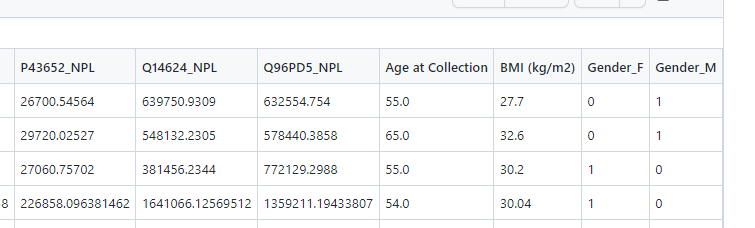 P43652_NPL Q14624_NPL Q96PD5_NPL Age at Collection BMI (kg/m2) Gender_F Gender_M
26700.54564 639750.9309 632554.754 55.0 27.7 0 1
29720.02527 548132.2305 578440.3858 65.0 32.6 0 1
27060.75702 381456.2344 772129.2988 55.0 30.2 1 0
8 226858.096381462 1641066.12569512 1359211.19433807 54.0 30.04 1 0